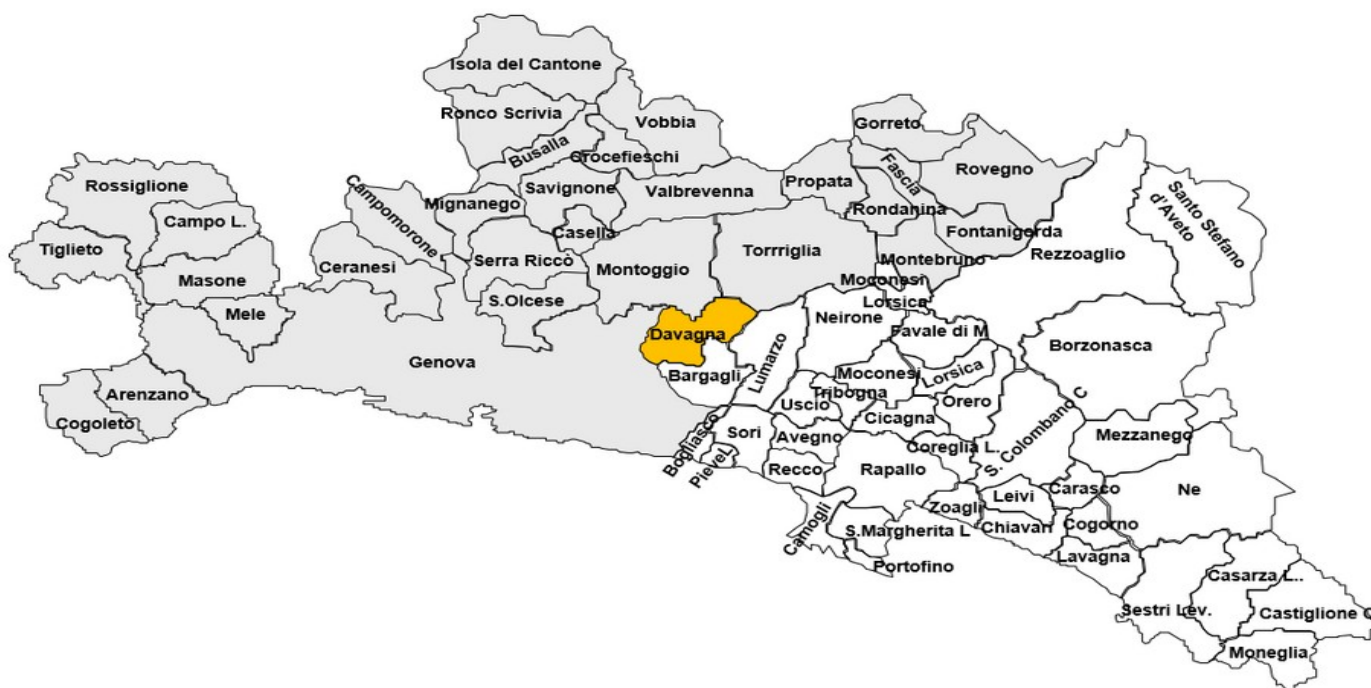 Isola del Cantone
Ronco Scrivia
Vobbia
Gorreto
Busalla
Crocefieschi
Fascia
Rovegno
Rossiglione
Campomorone
Mignanego
Savignone
Valbrevenna
Propata
Santo Stefano
d'Aveto
Campo L.
Rondanina
Tiglieto
Casella
Torrriglia
Fontanigorda
Ceranesi
Serra Riccò
Montoggio
Montebruno
Rezzoaglio
Masone
Moconesi
S.Olcese
Lorsica
Mele
Neirone
Davagna
Favale di M
Borzonasca
Genova
Lumarzo
Bargagli
Moconesi
Lorsica
Arenzano
Tribogna
Uscio
Orero
Cogoleto
Cicagna
S. Colombano C
Bogliasco
Sori
Avegno
Mezzanego
Coreglia L.
PieveL
Recco
Rapallo
Carasco
Ne
Leivi
Zoagli
Camogli
S.Margherita L
Chiavari
Cogorno
Lavagna
Portofino
Casarza L..
Sestri Lev.
Castiglione C
Moneglia